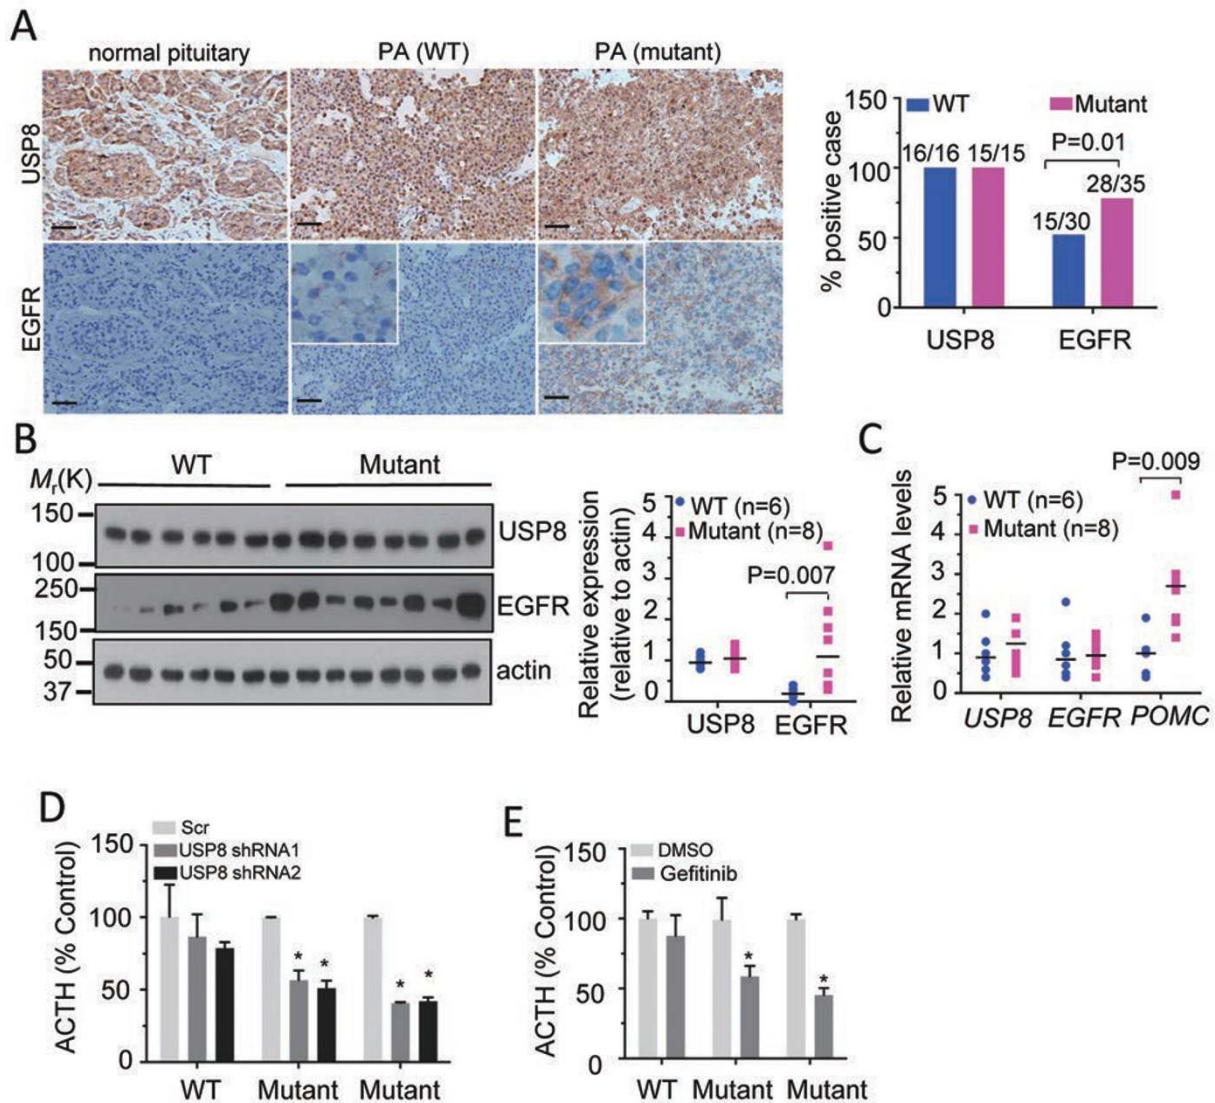 A
normal pituitary
PA (WT)
PA (mutant)
USP8
EGFR
% positive case
150
100
50
0
WT
Mutant
P=0.01
16/16
15/15
15/30
28/35
USP8
EGFR
B
WT
Mutant
Mr(K)
150
100
250
150
50
37
USP8
EGFR
actin
Relative expression
(relative to actin)
5
4
3
2
1
0
WT (n=6)
Mutant (n=8)
P=0.007
USP8
EGFR
C
Relative mRNA levels
5
4
3
2
1
0
WT (n=6)
Mutant (n=8)
P=0.009
USP8
EGFR
POMC
D
ACTH (% Control)
150
100
50
0
Scr
USP8 shRNA1
USP8 shRNA2
* *
* *
WT
Mutant
Mutant
E
ACTH (% Control)
150
100
50
0
DMSO
Gefitinib
*
*
WT
Mutant
Mutant